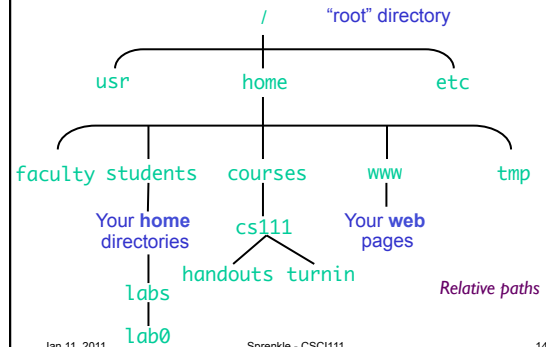 / “root” directory
usr home etc
faculty students courses www tmp
Your home
directories
cs111
Your web
pages
handouts turnin
labs
Relative paths
lab0
Jan 11, 2011 Sprenkle - CSCI111 14